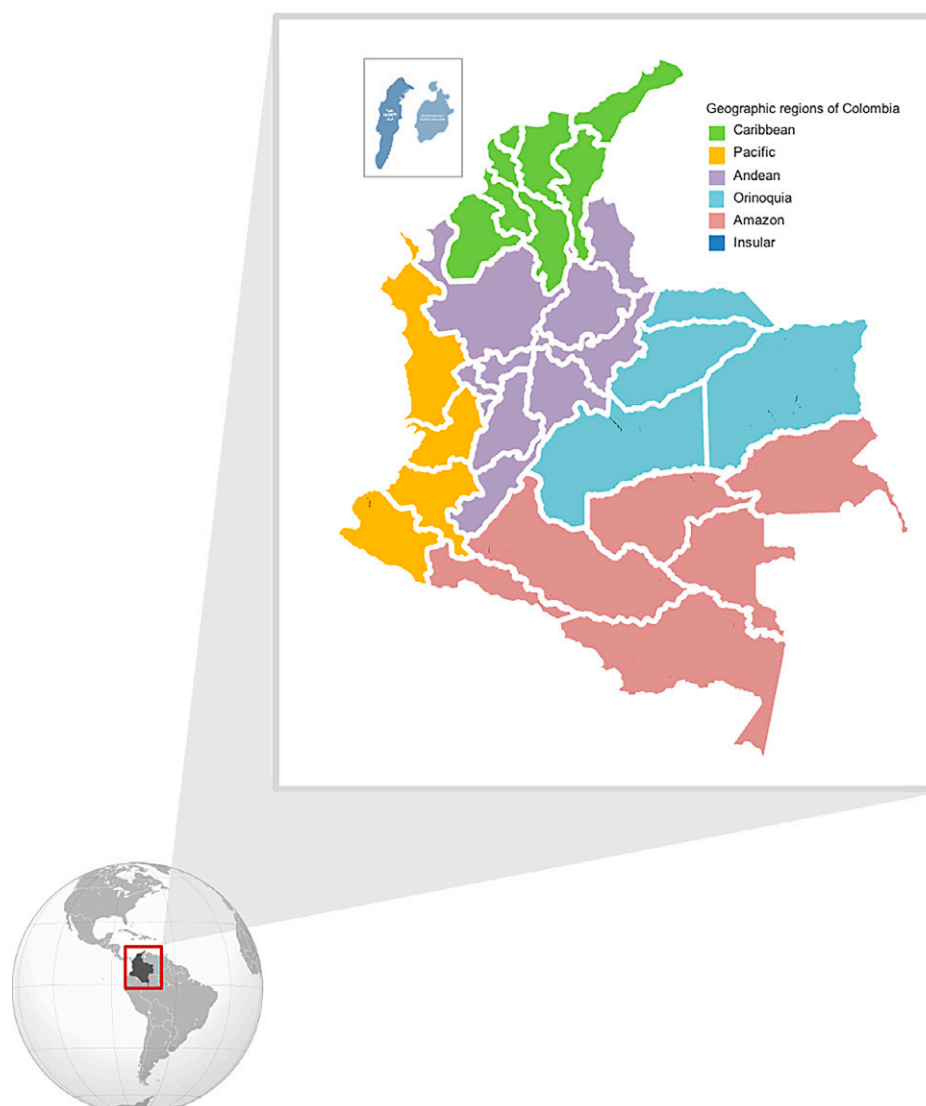 Geographic regions of Colombia
Caribbean
Pacific
Andean
Orinoquia
Amazon
Insular